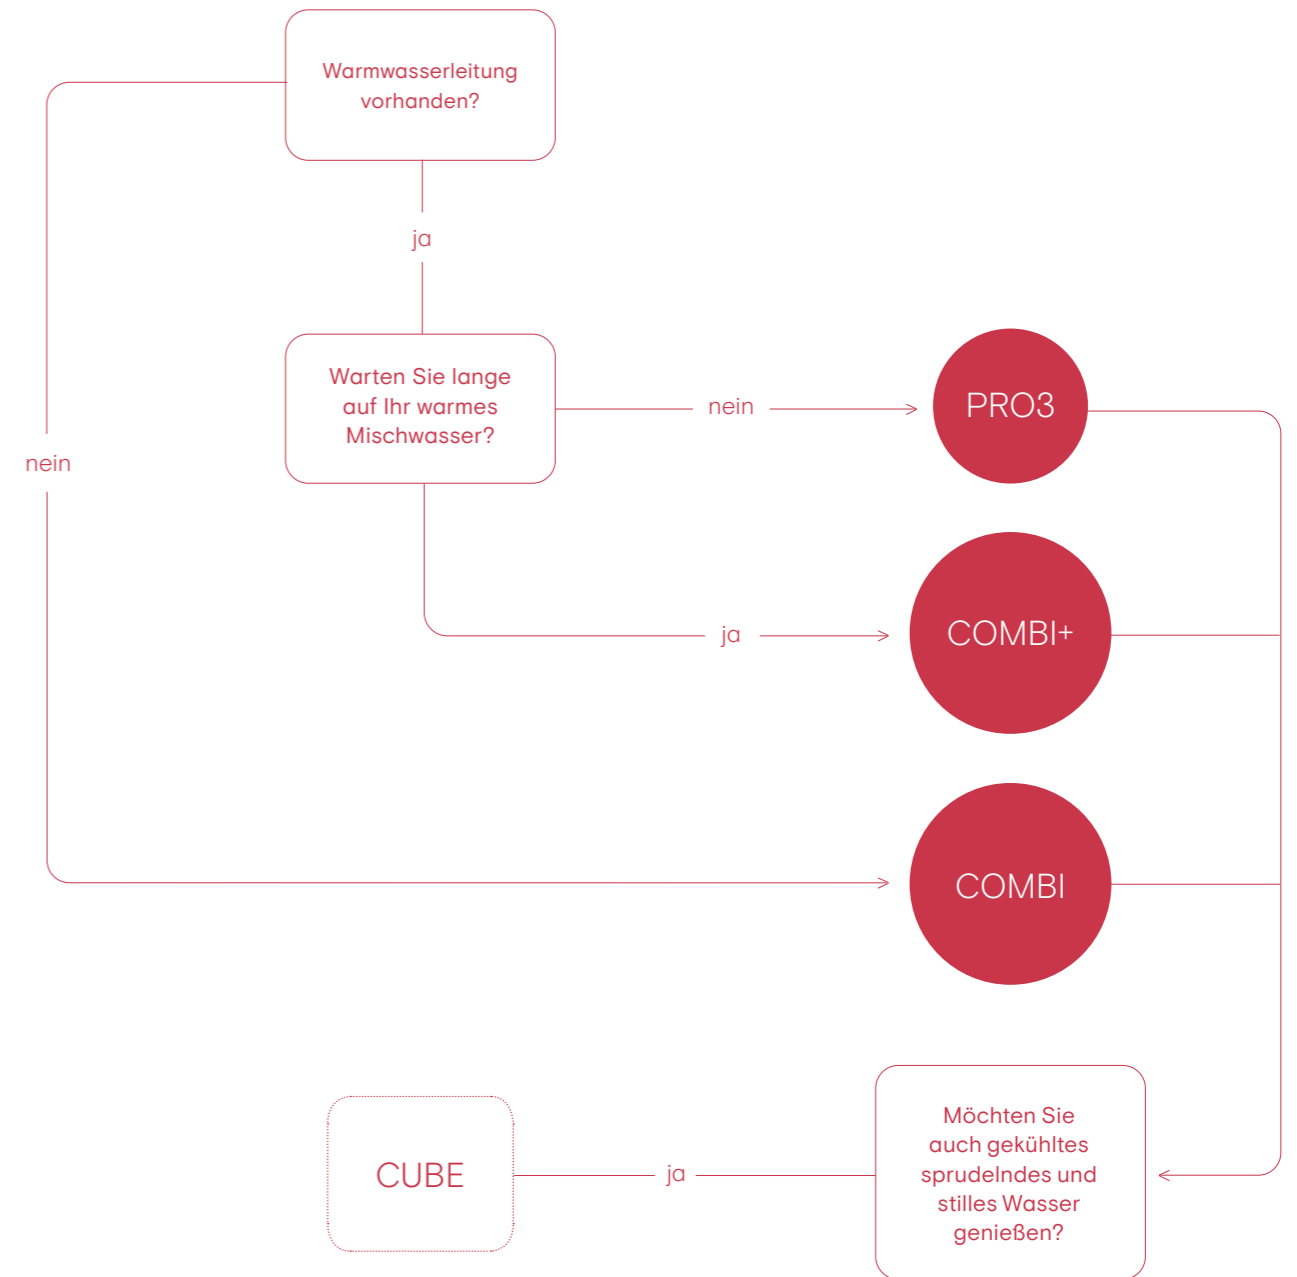 Warmwasserleitung
vorhanden?
ja
Warten Sie lange
auf Ihr warmes
Mischwasser?
nein
PRO3
nein
ja
COMBI+
COMBI
Möchten Sie
auch gekühltes
sprudelndes und
stilles Wasser
genießen?
ja
CUBE